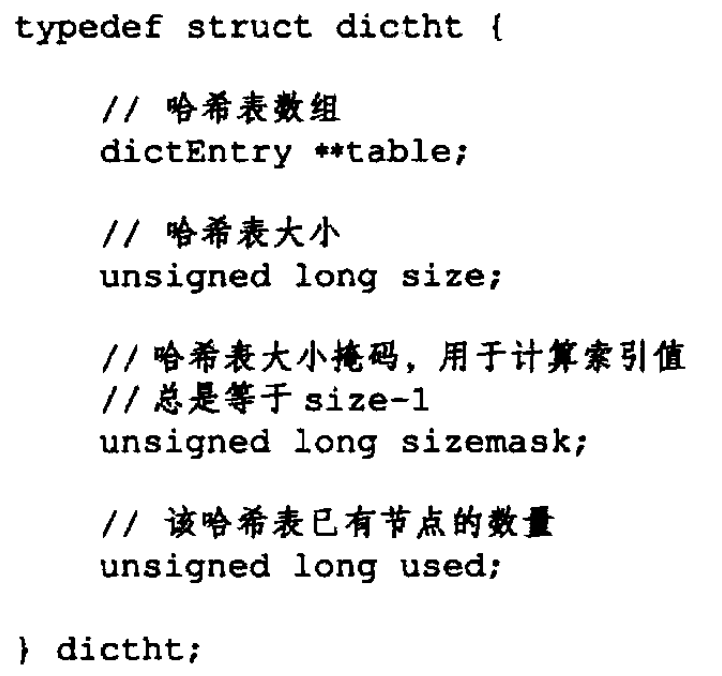 typedef struct dictht {
// 哈希表数组
dictEntry **table;
// 哈希表大小
unsigned long size;
// 哈希表大小掩码，用于计算索引值
// 总是等于 size-1
unsigned long sizemask;
// 该哈希表已有节点的数量
unsigned long used;
} dictht;